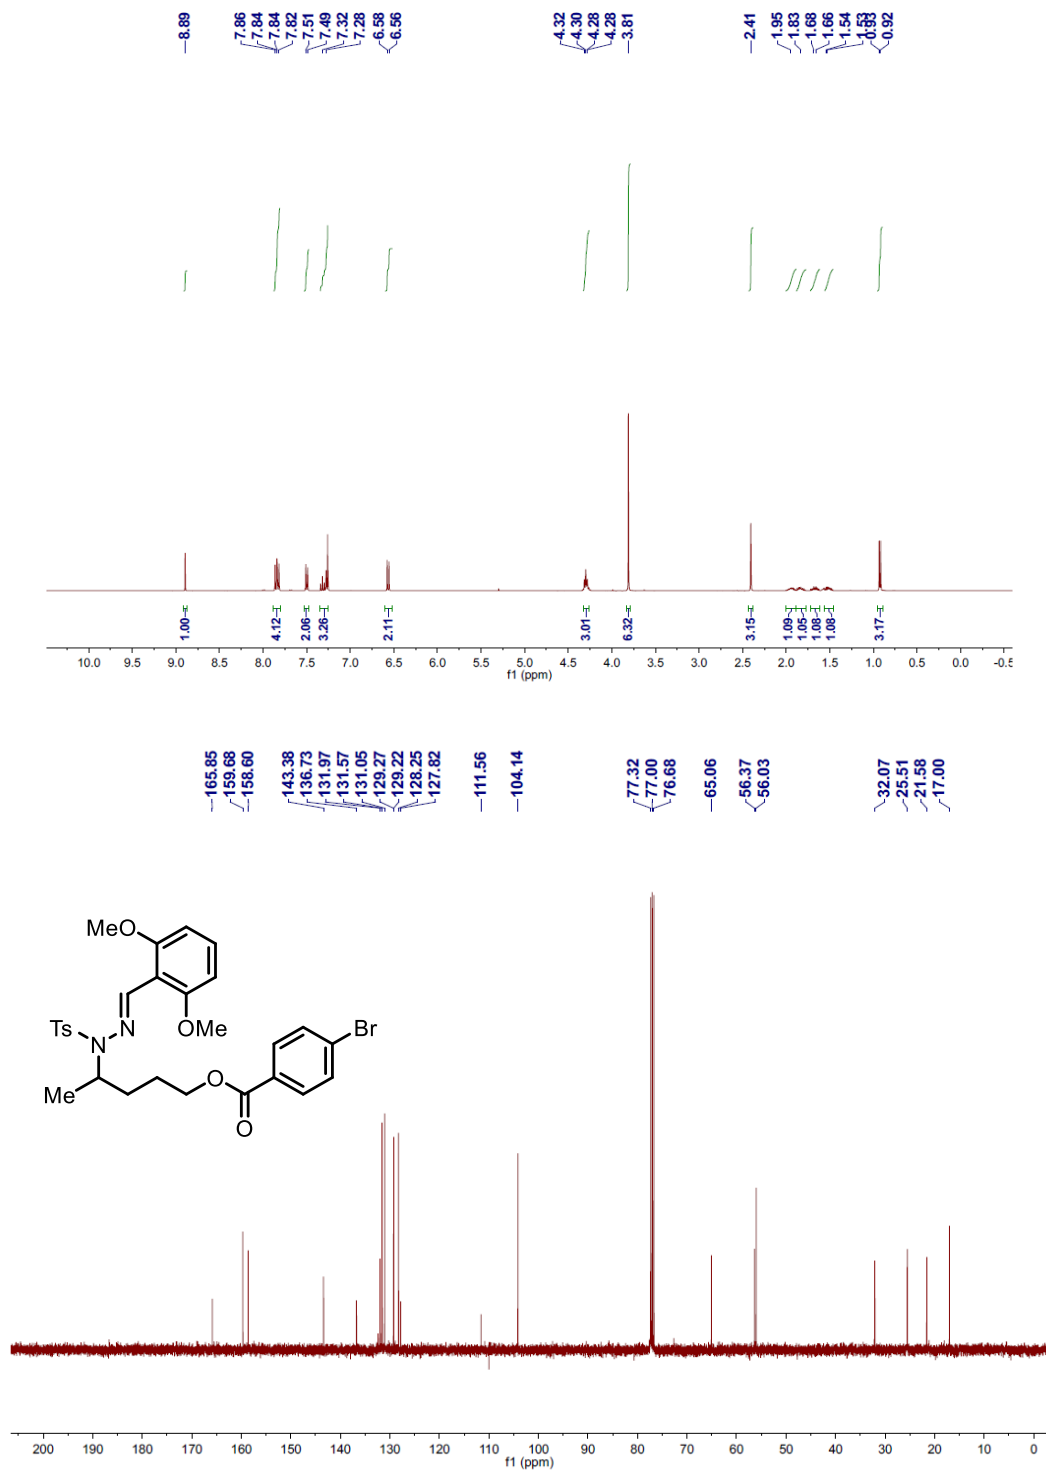 8.89 7.86 7.84 7.84 7.82 7.51 7.49 7.32 7.28 6.58 6.56 4.32 4.30 4.28 4.28 3.81 2.41 1.95 1.83 1.68 1.66 1.54 1.53 0.93 0.92
1.00 4.12 2.06 3.26 2.11 3.01 6.32 3.15 1.09 1.05 1.08 1.08 3.17
10.0 9.5 9.0 8.5 8.0 7.5 7.0 6.5 6.0 5.5 5.0 4.5 4.0 3.5 3.0 2.5 2.0 1.5 1.0 0.5 0.0 -0.5
f1 (ppm)
165.85 159.68 158.60 143.38 136.73 131.97 131.57 131.05 129.27 129.22 128.25 127.82 111.56 104.14 77.32 77.00 76.68 65.06 56.37 56.03 32.07 25.51 21.58 17.00
MeO
Ts N OMe Br
N
Me O
O
200 190 180 170 160 150 140 130 120 110 100 90 80 70 60 50 40 30 20 10 0
f1 (ppm)